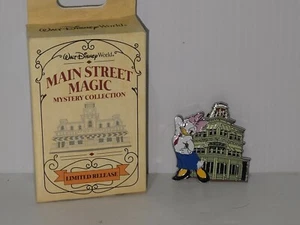 Walt Disney World.
MAIN STREET
MAGIC
MYSTERY COLLECTION
LIMITED RELEASE